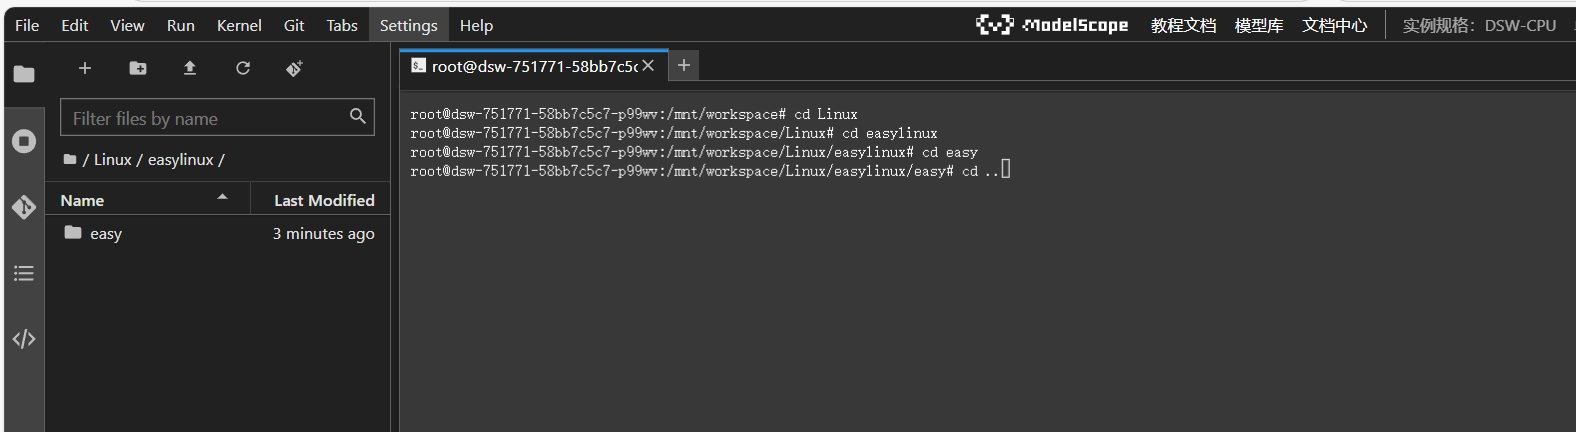 File Edit View Run Kernel Git Tabs Settings Help
ModelScope 教程文档 模型库 文档中心 实例规格：DSW-CPU
root@dsw-751771-58bb7c5c
Filter files by name
/ Linux / easylinux /
Name Last Modified
easy 3 minutes ago
root@dsw-751771-58bb7c5c7-p99wv:/mnt/workspace# cd Linux
root@dsw-751771-58bb7c5c7-p99wv:/mnt/workspace/Linux# cd easylinux
root@dsw-751771-58bb7c5c7-p99wv:/mnt/workspace/Linux/easylinux# cd easy
root@dsw-751771-58bb7c5c7-p99wv:/mnt/workspace/Linux/easylinux/easy# cd ..